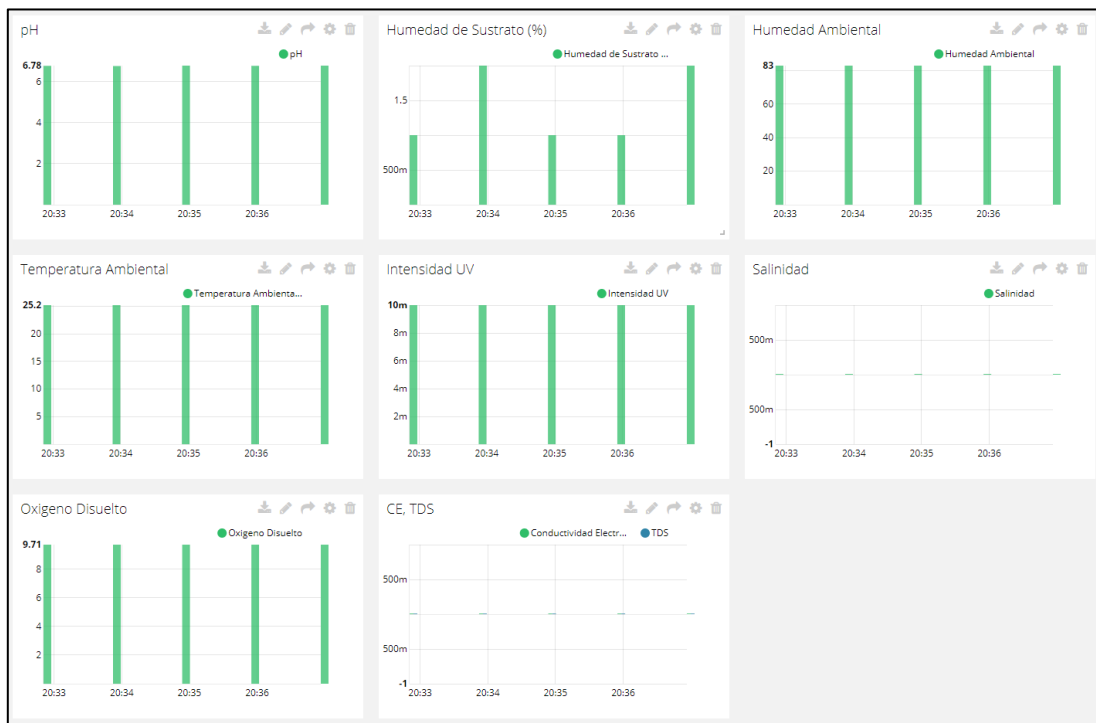 pH
pH
6.78
6
4
2
20:33 20:34 20:35 20:36
Humedad de Sustrato (%)
Humedad de Sustrato ...
1.5
500m
20:33 20:34 20:35 20:36
Humedad Ambiental
Humedad Ambiental
83
60
40
20
20:33 20:34 20:35 20:36
Temperatura Ambiental
Temperatura Ambienta...
25.2
20
15
10
5
20:33 20:34 20:35 20:36
Intensidad UV
Intensidad UV
10m
8m
6m
4m
2m
20:33 20:34 20:35 20:36
Salinidad
Salinidad
500m
500m
-1
20:33 20:34 20:35 20:36
Oxigeno Disuelto
Oxigeno Disuelto
9.71
8
6
4
2
20:33 20:34 20:35 20:36
CE, TDS
Conductividad Electr... TDS
500m
500m
-1
20:33 20:34 20:35 20:36